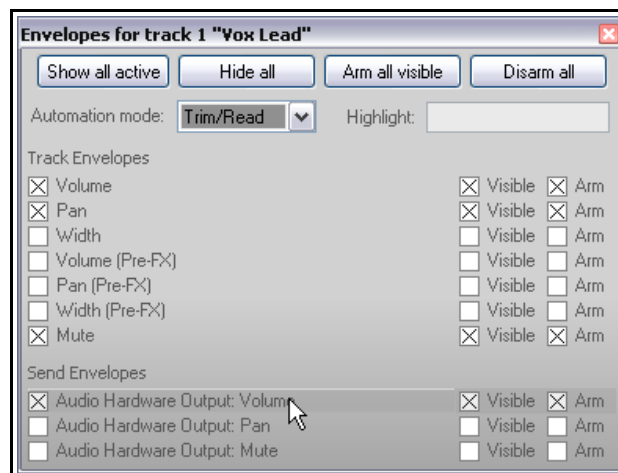 Envelopes for track 1 "Vox Lead"
Show all active Hide all Arm all visible Disarm all
Automation mode: Trim/Read Highlight:
Track Envelopes
Volume Visible Arm
Pan Visible Arm
Width Visible Arm
Volume (Pre-FX) Visible Arm
Pan (Pre-FX) Visible Arm
Width (Pre-FX) Visible Arm
Mute Visible Arm
Send Envelopes
Audio Hardware Output: Volume Visible Arm
Audio Hardware Output: Pan Visible Arm
Audio Hardware Output: Mute Visible Arm